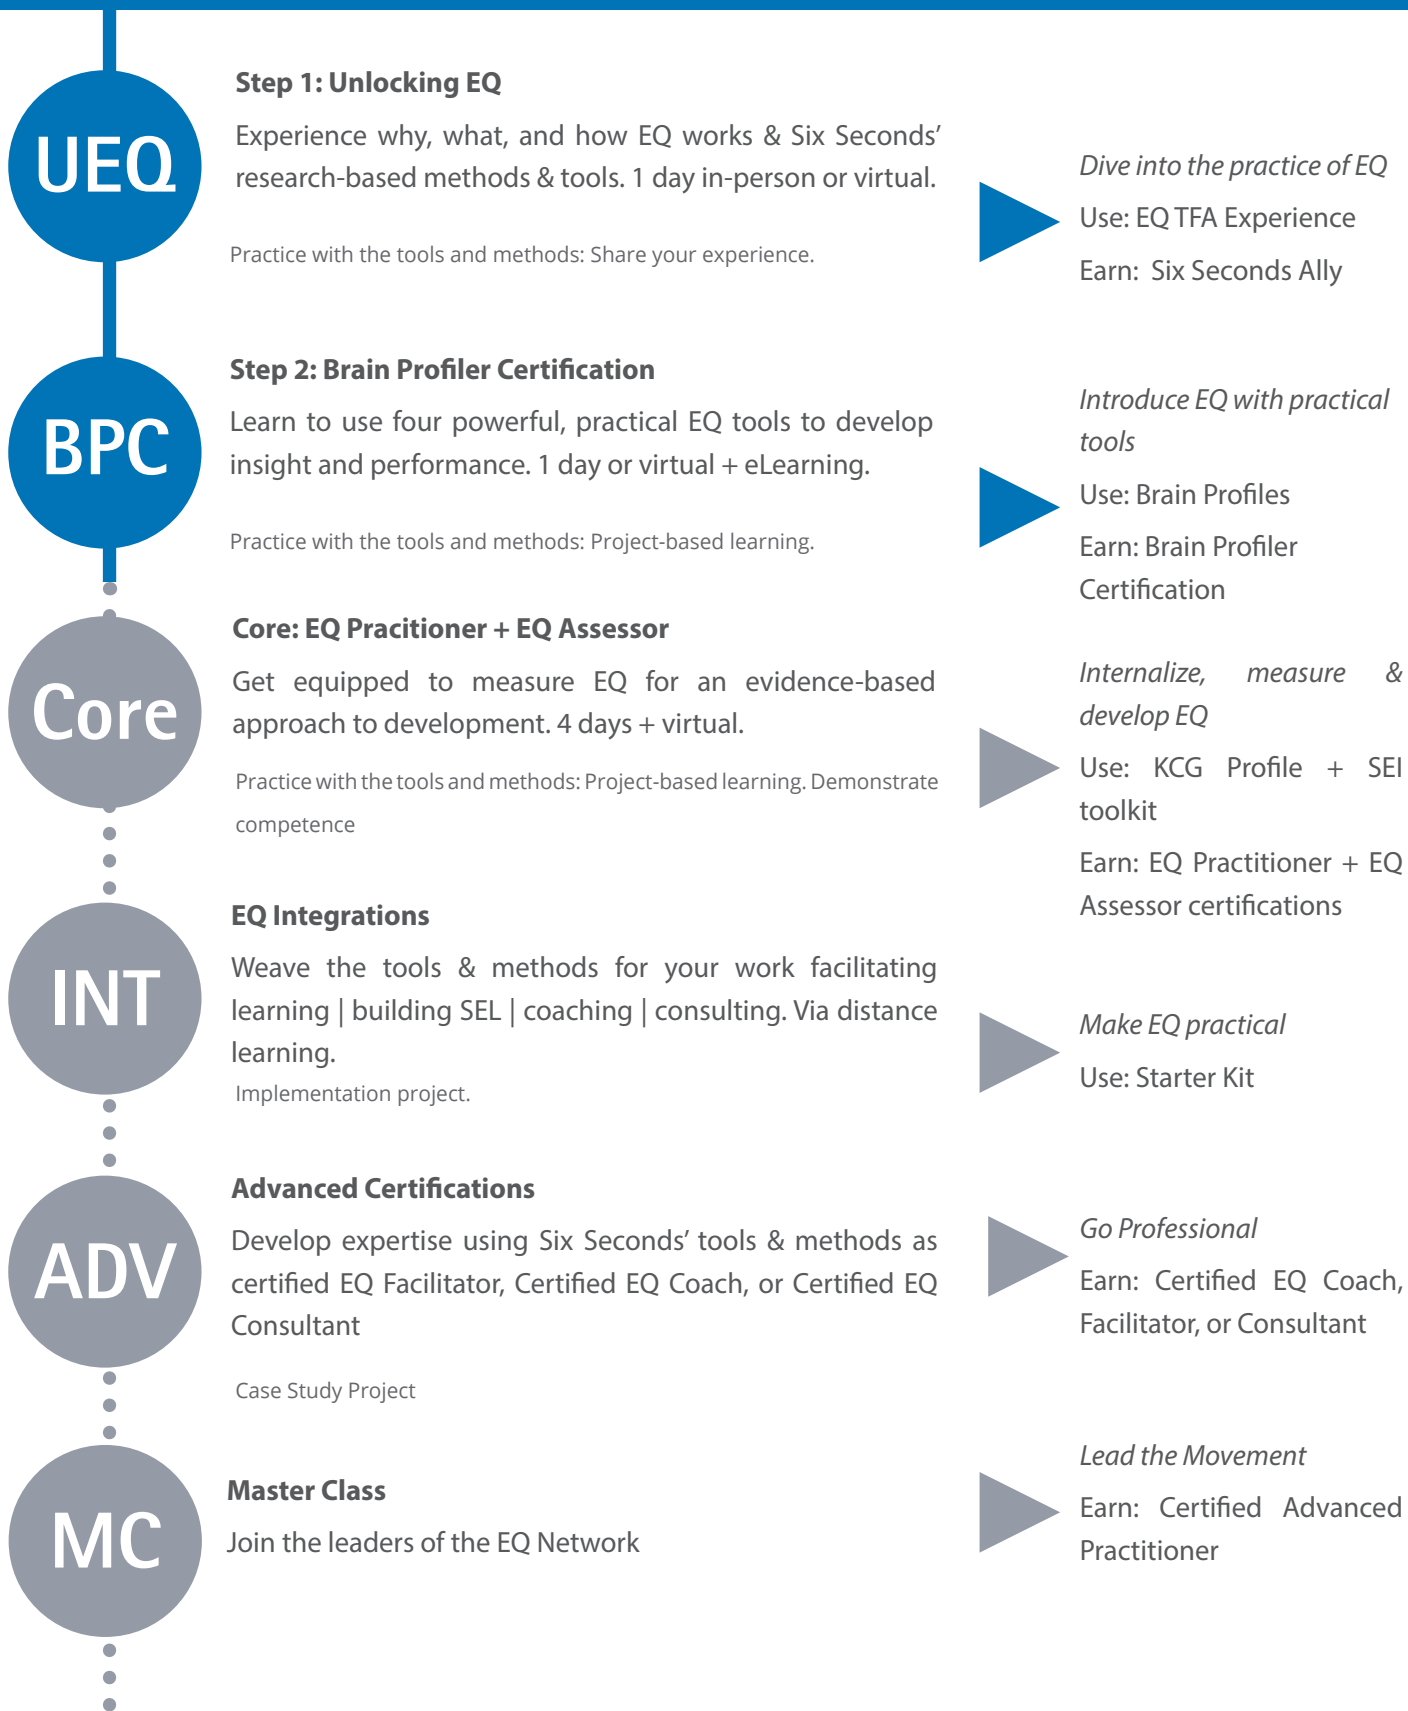 UEQ
Step 1: Unlocking EQ
Experience why, what, and how EQ works & Six Seconds’
research-based methods & tools. 1 day in-person or virtual.
Practice with the tools and methods: Share your experience.
Dive into the practice of EQ
Use: EQ TFA Experience
Earn: Six Seconds Ally
BPC
Step 2: Brain Profiler Certification
Learn to use four powerful, practical EQ tools to develop
insight and performance. 1 day or virtual + eLearning.
Practice with the tools and methods: Project-based learning.
Introduce EQ with practical
tools
Use: Brain Profiles
Earn: Brain Profiler
Certification
Core
Core: EQ Pracitioner + EQ Assessor
Get equipped to measure EQ for an evidence-based
approach to development. 4 days + virtual.
Practice with the tools and methods: Project-based learning. Demonstrate
competence
Internalize, measure &
develop EQ
Use: KCG Profile + SEI
toolkit
Earn: EQ Practitioner + EQ
Assessor certifications
INT
EQ Integrations
Weave the tools & methods for your work facilitating
learning | building SEL | coaching | consulting. Via distance
learning.
Implementation project.
Make EQ practical
Use: Starter Kit
ADV
Advanced Certifications
Develop expertise using Six Seconds’ tools & methods as
certified EQ Facilitator, Certified EQ Coach, or Certified EQ
Consultant
Case Study Project
Go Professional
Earn: Certified EQ Coach,
Facilitator, or Consultant
MC
Master Class
Join the leaders of the EQ Network
Lead the Movement
Earn: Certified Advanced
Practitioner